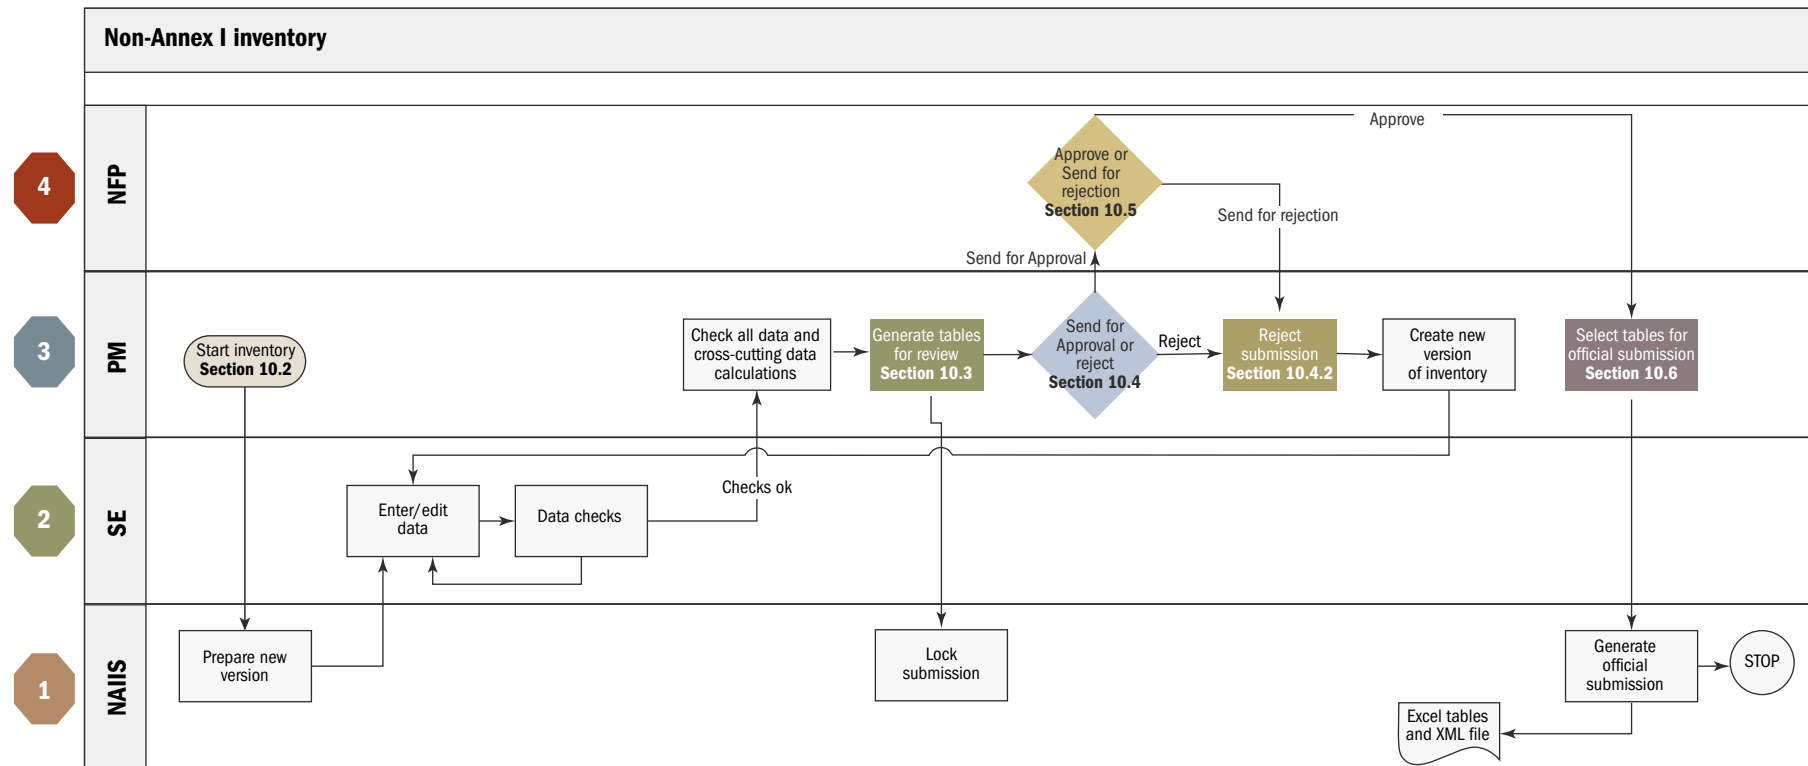 Non-Annex I inventory
4
NFP
Approve or
Send for
rejection
Section 10.5
Approve
Send for rejection
Send for Approval
3
PM
Start inventory
Section 10.2
Check all data and
cross-cutting data
calculations
Generate tables
for review
Section 10.3
Send for
Approval or
reject
Section 10.4
Reject
Reject
submission
Section 10.4.2
Create new
version
of inventory
Select tables for
official submission
Section 10.6
2
SE
Enter/edit
data
Data checks
Checks ok
1
NAIIS
Prepare new
version
Lock
submission
Generate
official
submission
STOP
Excel tables
and XML file